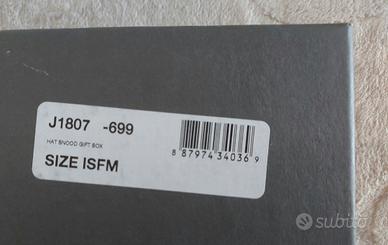 J1807 -699
HAT SNOOD GIFT BOX
SIZE ISFM
8 87974 34036 9
subito